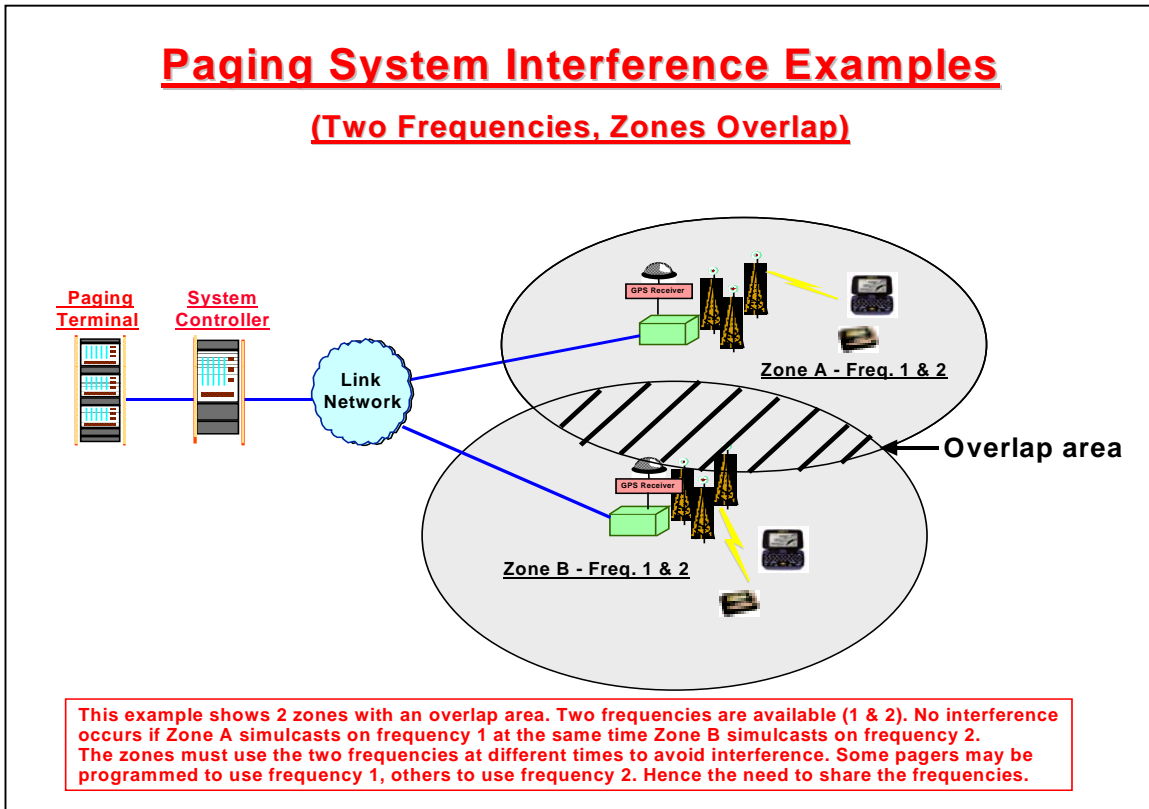 Paging System Interference Examples
(Two Frequencies, Zones Overlap)
Paging
Terminal
System
Controller
Link
Network
GPS Receiver
Zone A - Freq. 1 & 2
Overlap area
GPS Receiver
Zone B - Freq. 1 & 2
This example shows 2 zones with an overlap area. Two frequencies are available (1 & 2). No interference
occurs if Zone A simulcasts on frequency 1 at the same time Zone B simulcasts on frequency 2.
The zones must use the two frequencies at different times to avoid interference. Some pagers may be
programmed to use frequency 1, others to use frequency 2. Hence the need to share the frequencies.